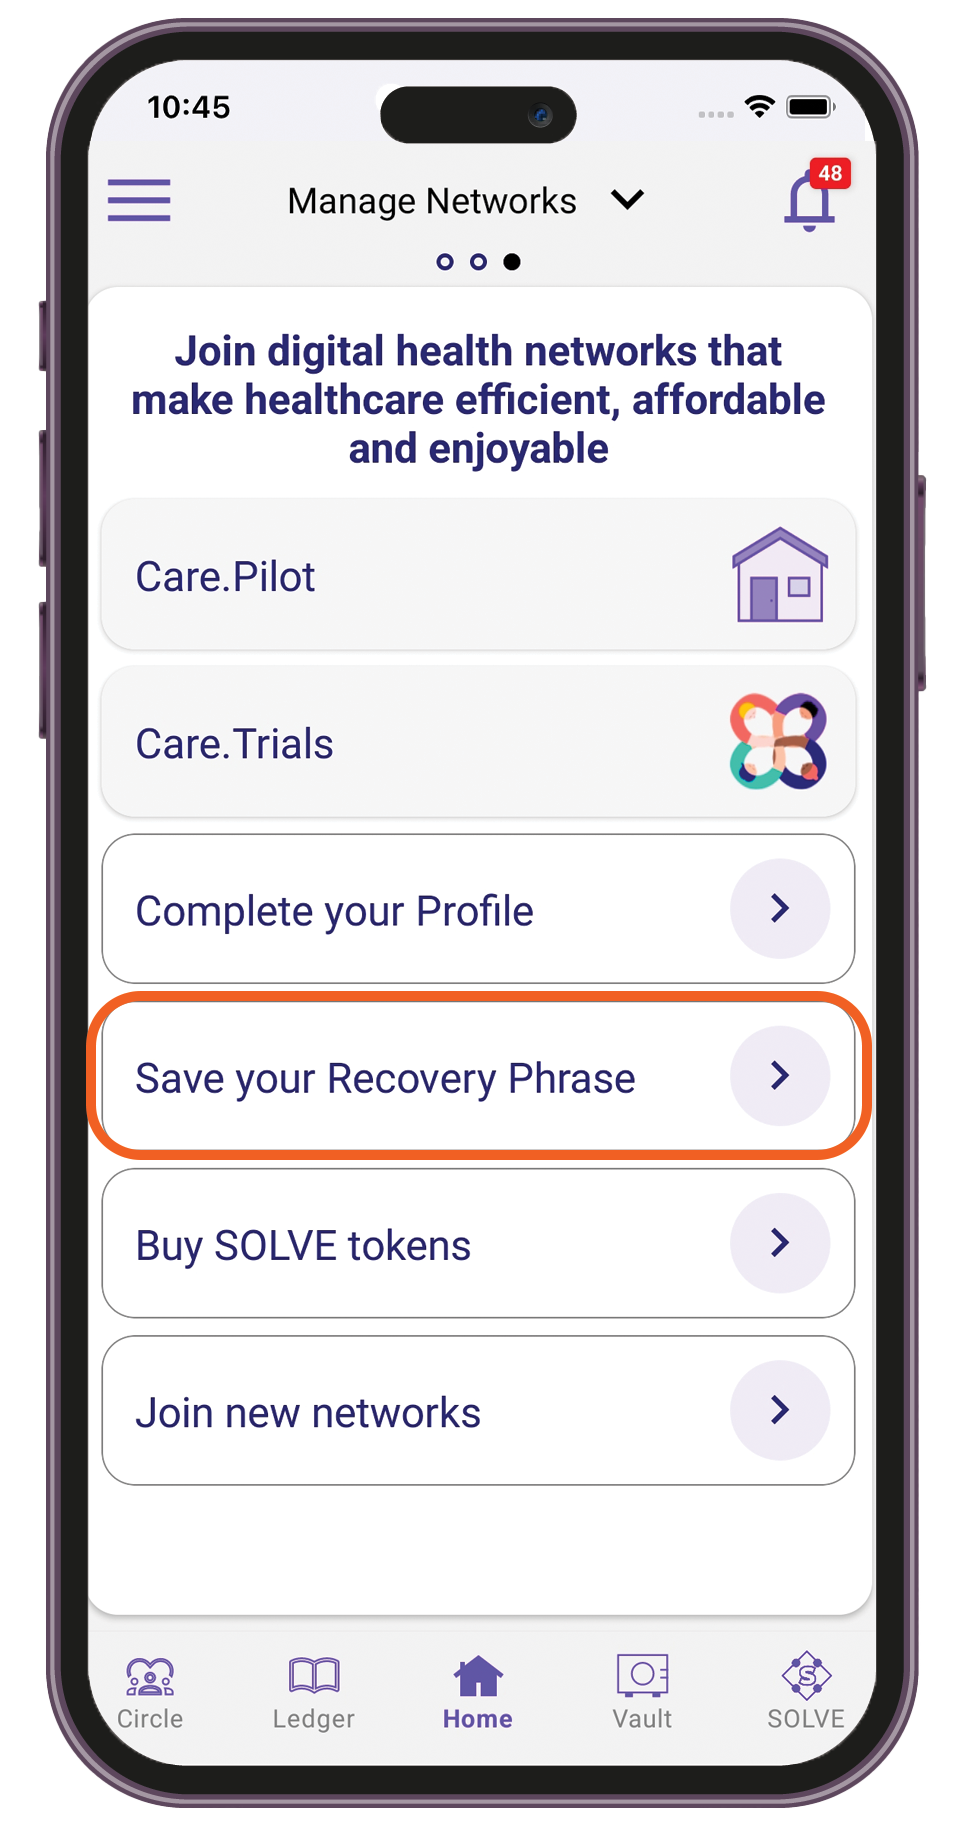 10:45
Manage Networks
48
Join digital health networks that
make healthcare efficient, affordable
and enjoyable
Care.Pilot
Care.Trials
Complete your Profile
Save your Recovery Phrase
Buy SOLVE tokens
Join new networks
S
Circle
Ledger
Home
Vault
SOLVE